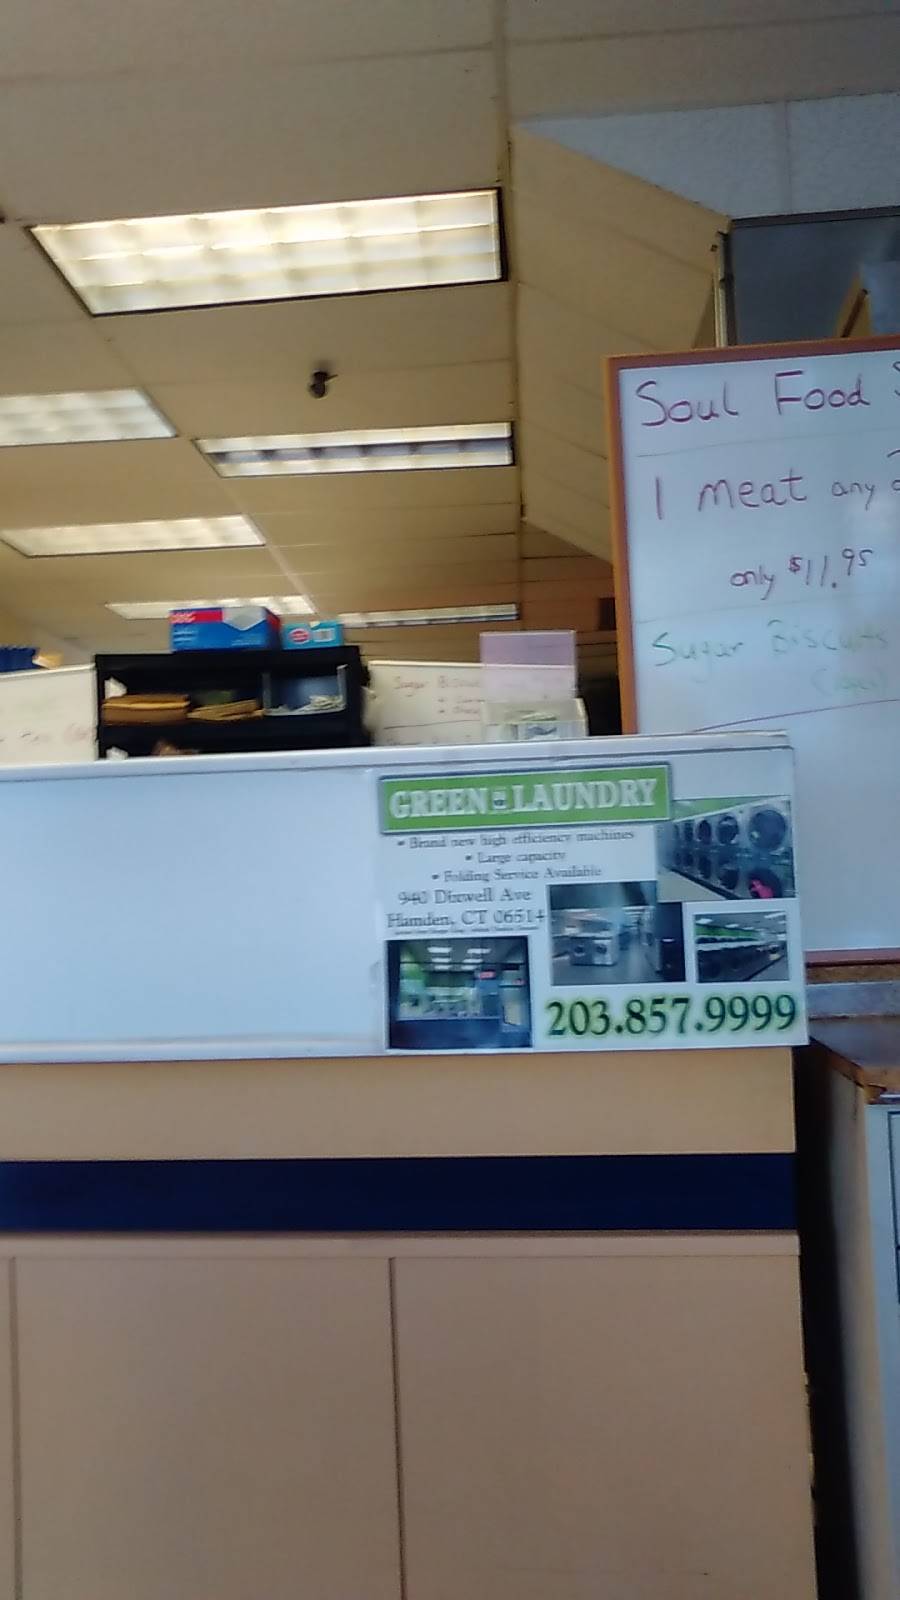 Soul Food
1 meat any
only $11.95
Sugar Biscuits
Sugar
GREEN LAUNDRY
• Brand new high efficiency machines
• Large capacity
• Folding Service Available
940 Dixwell Ave
Hamden, CT 06514
203.857.9999